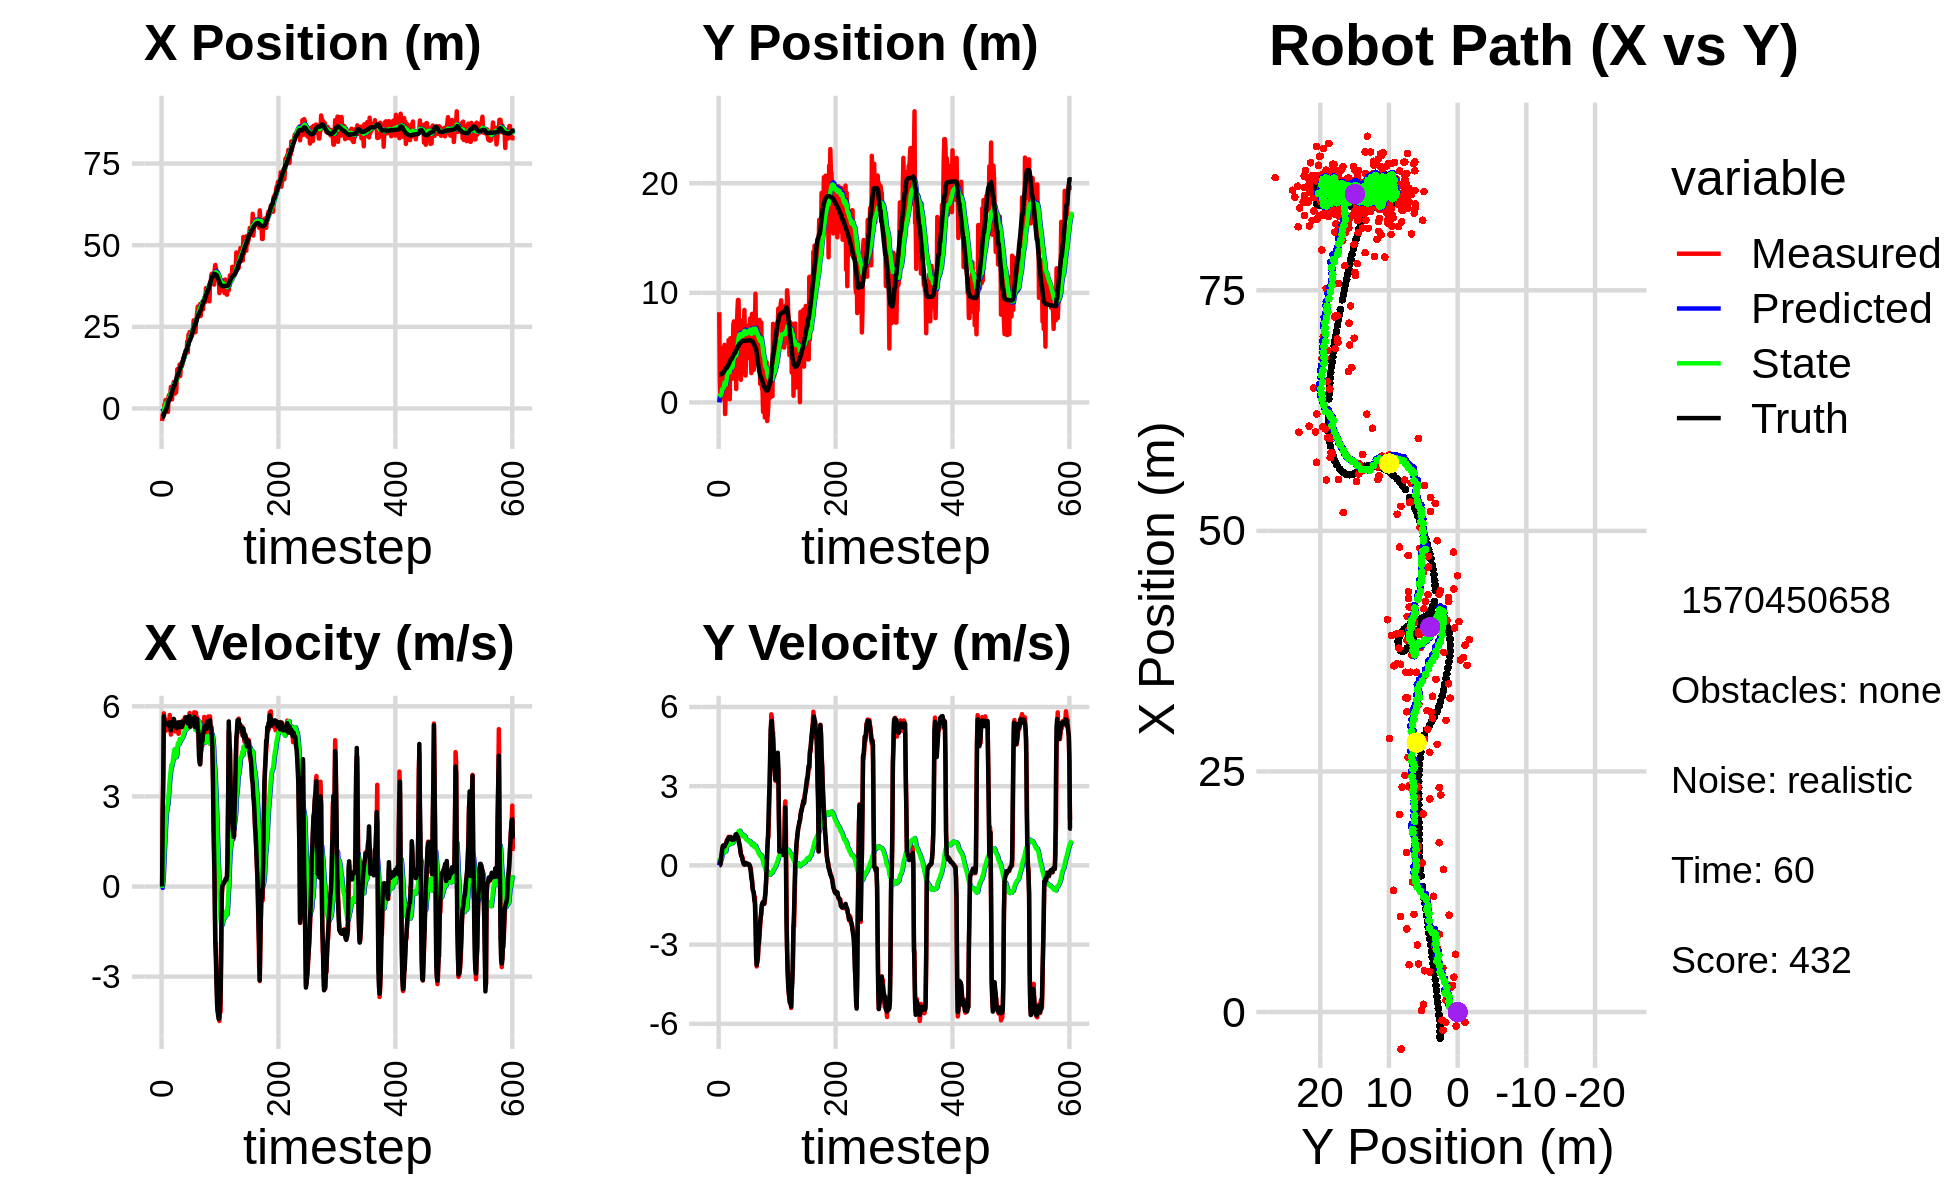 X Position (m)
75
50
25
0
0
200
400
600
timestep
Y Position (m)
20
10
0
0
200
400
600
timestep
X Velocity (m/s)
6
3
0
-3
0
200
400
600
timestep
Y Velocity (m/s)
6
3
0
-3
-6
0
200
400
600
timestep
Robot Path (X vs Y)
X Position (m)
75
50
25
0
20 10 0 -10 -20
Y Position (m)
variable
Measured
Predicted
State
Truth
1570450658
Obstacles: none
Noise: realistic
Time: 60
Score: 432